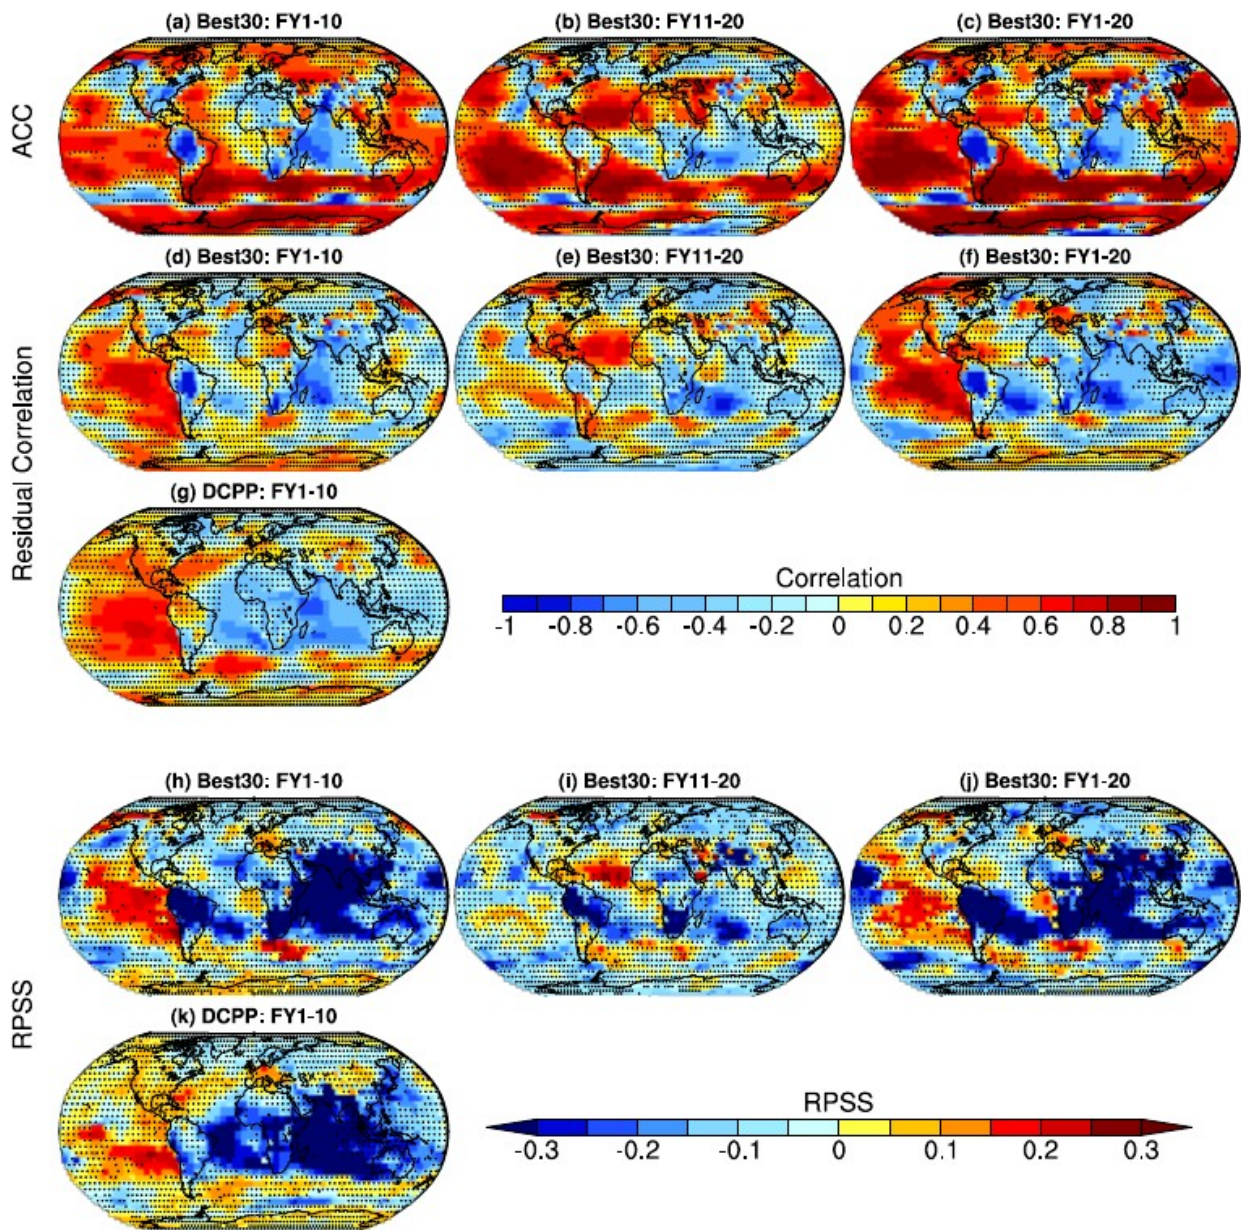 (a) Best30: FY1-10
(b) Best30: FY11-20
(c) Best30: FY1-20
ACC
(d) Best30: FY1-10
(e) Best30: FY11-20
(f) Best30: FY1-20
Residual Correlation
(g) DCPP: FY1-10
Correlation
-1 -0.8 -0.6 -0.4 -0.2 0 0.2 0.4 0.6 0.8 1
(h) Best30: FY1-10
(i) Best30: FY11-20
(j) Best30: FY1-20
RPSS
(k) DCPP: FY1-10
RPSS
-0.3 -0.2 -0.1 0 0.1 0.2 0.3